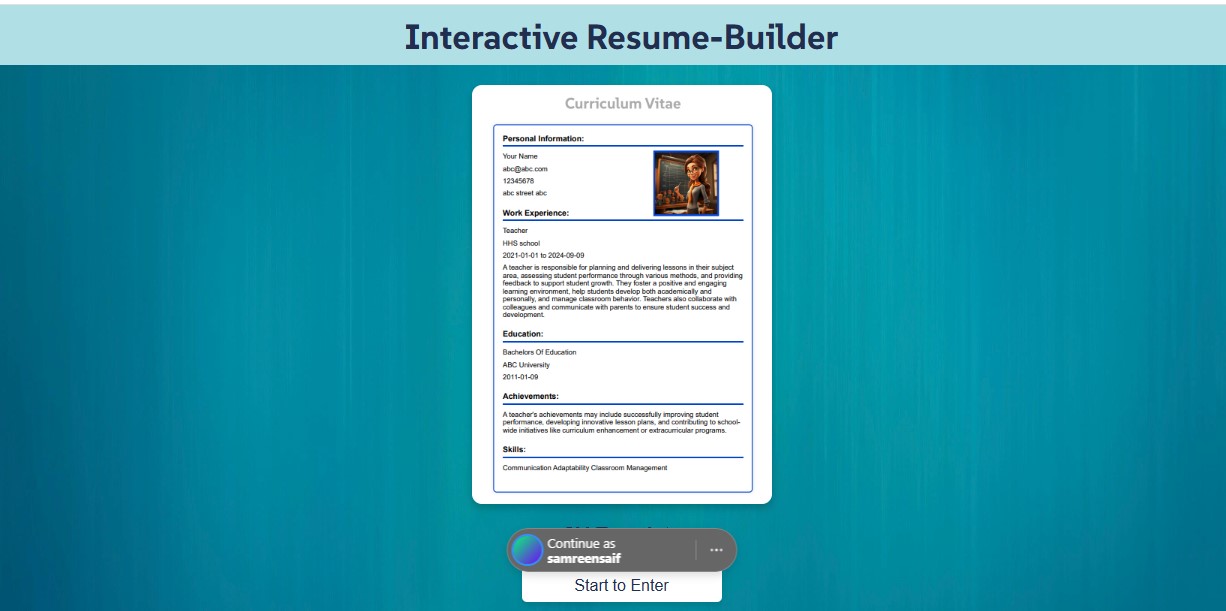 Interactive Resume-Builder
Curriculum Vitae
Personal Information:
Your Name
abc@abc.com
12345678
abc street abc
Work Experience:
Teacher
HHS school
2021-01-01 to 2024-09-09
A teacher is responsible for planning and delivering lessons in their subject
area, assessing student performance through various methods, and providing
feedback to support student growth. They foster a positive and engaging
learning environment, help students develop both academically and
personally, and manage classroom behavior. Teachers also collaborate with
colleagues and communicate with parents to ensure student success and
development.
Education:
Bachelors Of Education
ABC University
2011-01-09
Achievements:
A teacher's achievements may include successfully improving student
performance, developing innovative lesson plans, and contributing to school-
wide initiatives like curriculum enhancement or extracurricular programs.
Skills:
Communication Adaptability Classroom Management
Continue as
samreensaif
Start to Enter